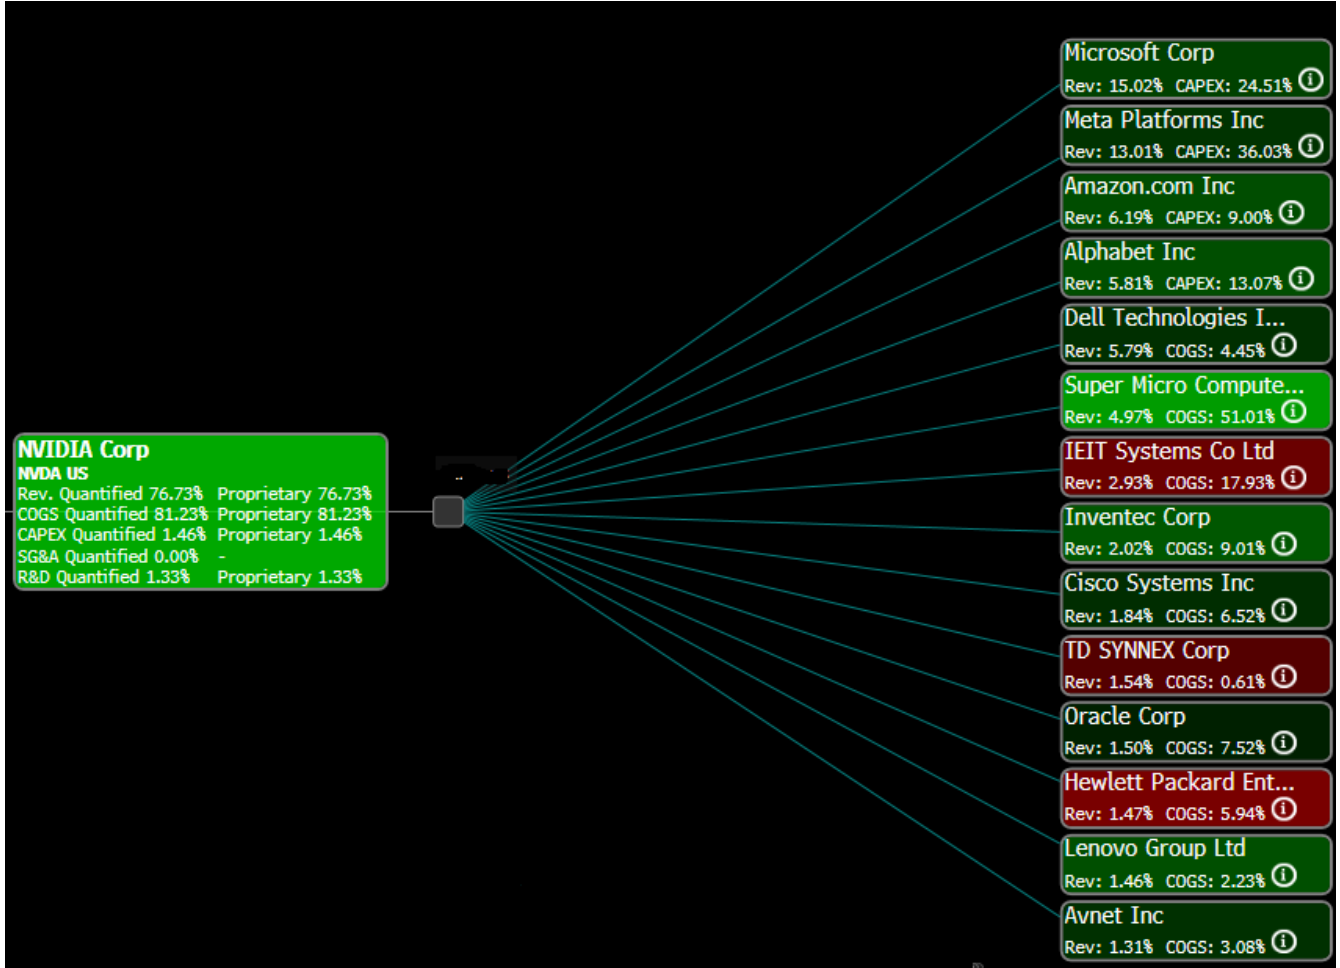 NVIDIA Corp
NVDA US
Rev. Quantified 76.73% Proprietary 76.73%
COGS Quantified 81.23% Proprietary 81.23%
CAPEX Quantified 1.46% Proprietary 1.46%
SG&A Quantified 0.00% -
R&D Quantified 1.33% Proprietary 1.33%
Microsoft Corp
Rev: 15.02% CAPEX: 24.51%
Meta Platforms Inc
Rev: 13.01% CAPEX: 36.03%
Amazon.com Inc
Rev: 6.19% CAPEX: 9.00%
Alphabet Inc
Rev: 5.81% CAPEX: 13.07%
Dell Technologies I...
Rev: 5.79% COGS: 4.45%
Super Micro Compute...
Rev: 4.97% COGS: 51.01%
IEIT Systems Co Ltd
Rev: 2.93% COGS: 17.93%
Inventec Corp
Rev: 2.02% COGS: 9.01%
Cisco Systems Inc
Rev: 1.84% COGS: 6.52%
TD SYNNEX Corp
Rev: 1.54% COGS: 0.61%
Oracle Corp
Rev: 1.50% COGS: 7.52%
Hewlett Packard Ent...
Rev: 1.47% COGS: 5.94%
Lenovo Group Ltd
Rev: 1.46% COGS: 2.23%
Avnet Inc
Rev: 1.31% COGS: 3.08%